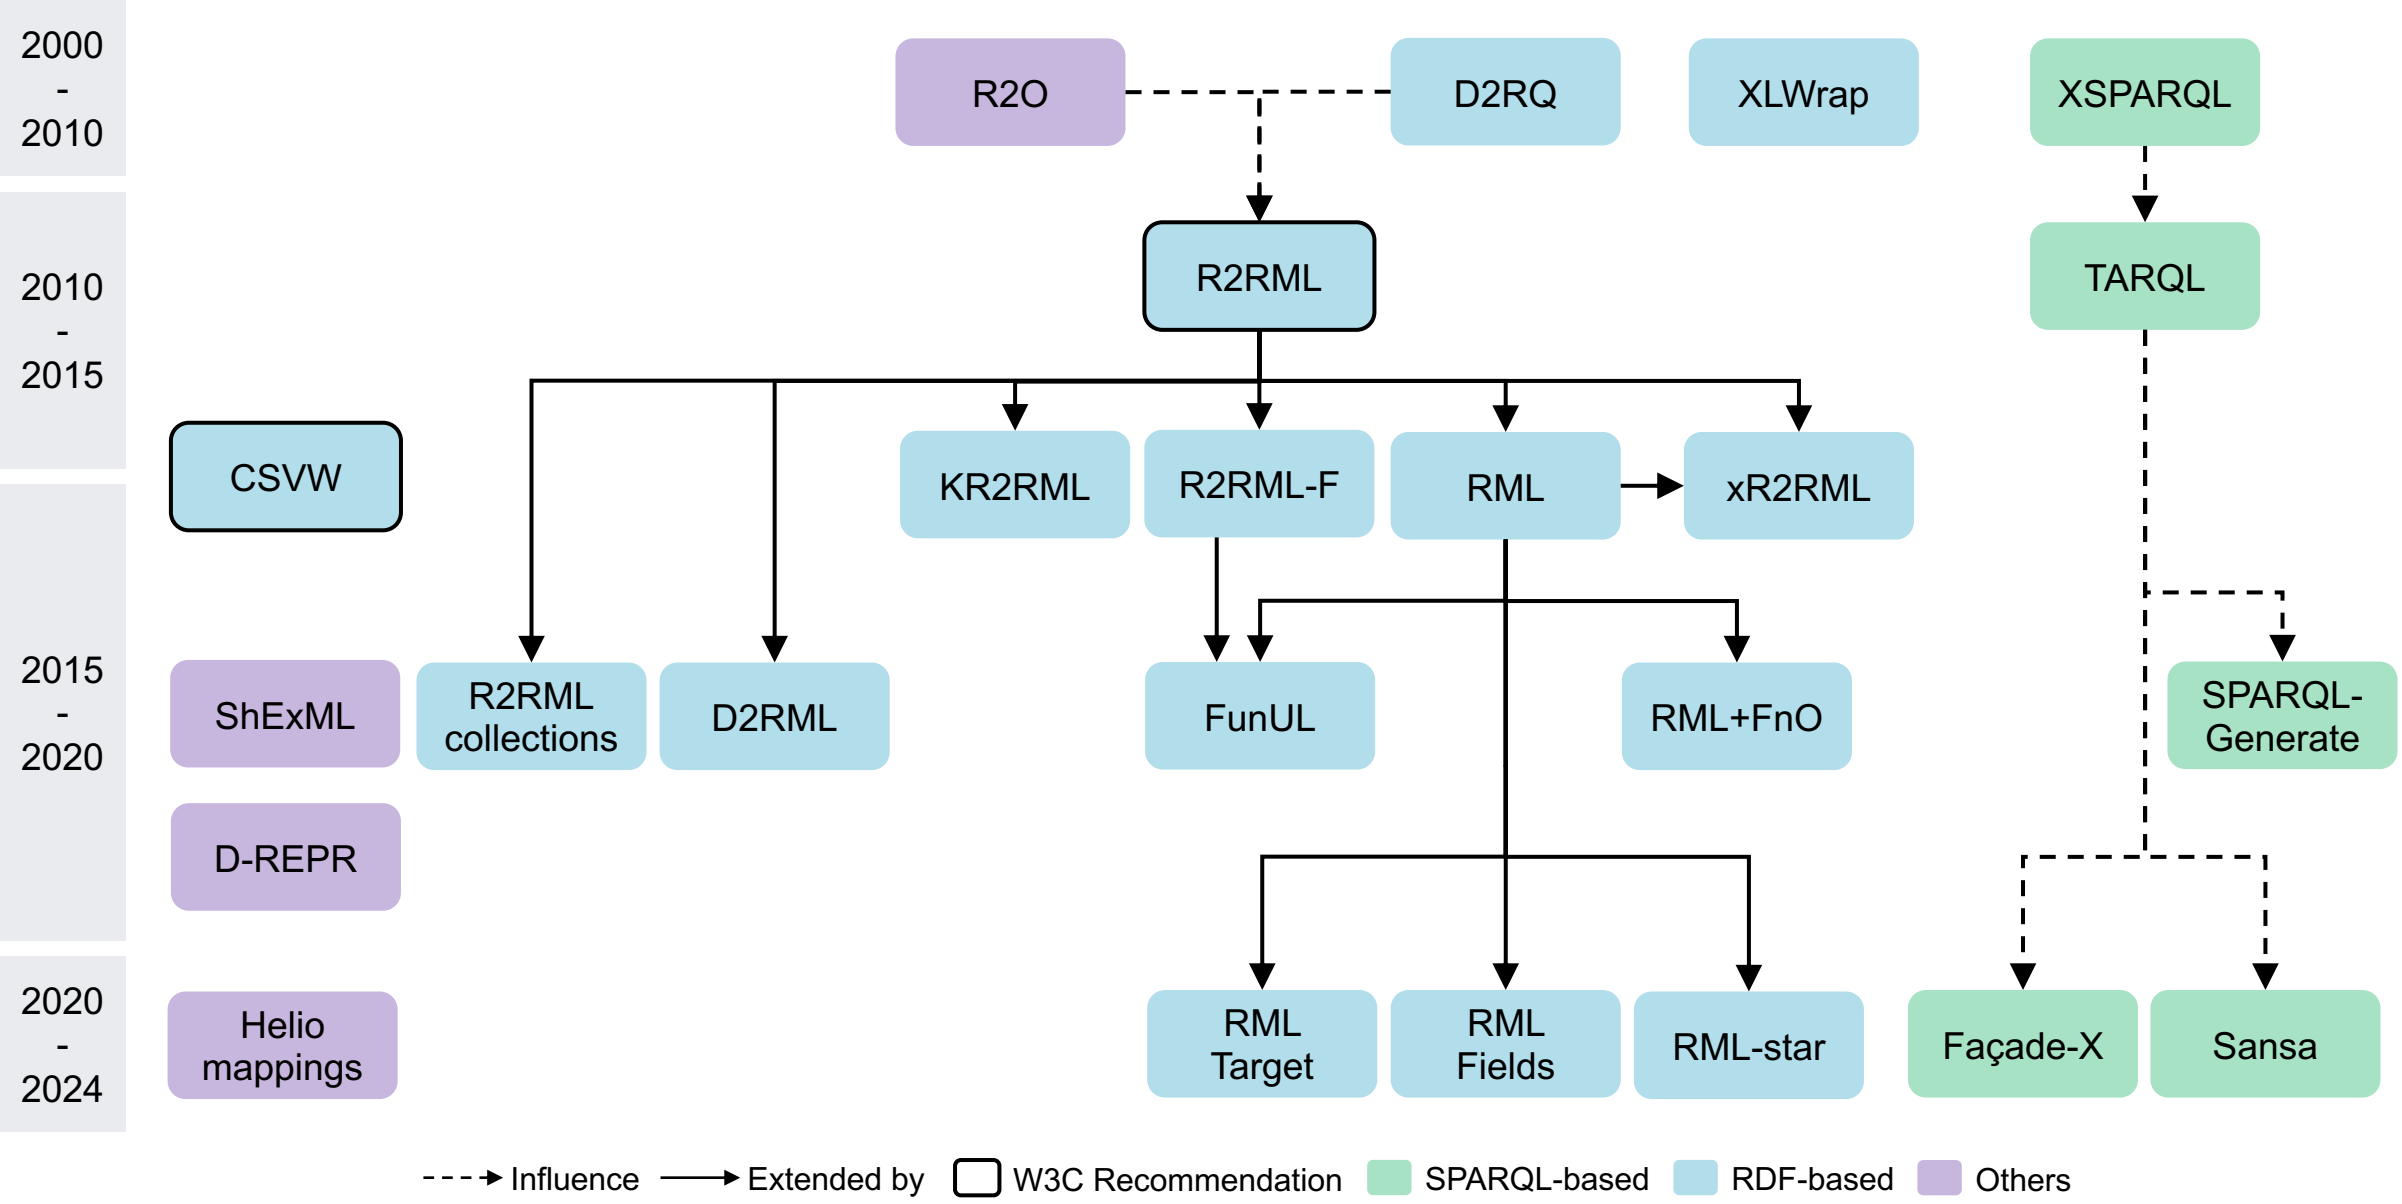 2000
-
2010
R2O
D2RQ
XLWrap
XSPARQL
2010
-
2015
R2RML
TARQL
CSVW
KR2RML
R2RML-F
RML
xR2RML
2015
-
2020
ShExML
R2RML
collections
D2RML
FunUL
RML+FnO
SPARQL-
Generate
D-REPR
2020
-
2024
Helio
mappings
RML
Target
RML
Fields
RML-star
Façade-X
Sansa
Influence
Extended by
W3C Recommendation
SPARQL-based
RDF-based
Others